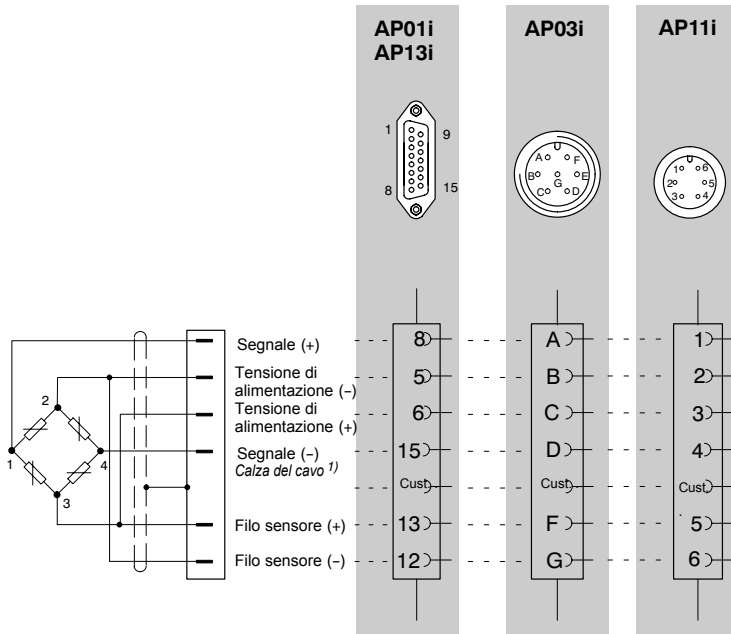 AP01i
AP13i
AP03i
AP11i
1
9
8
15
A
F
B
E
G
C
D
1
6
2
5
3
4
Segnale (+)
8
A
1
Tensione di
alimentazione (−)
5
B
2
Tensione di
alimentazione (+)
6
C
3
Segnale (−)
15
D
4
Calza del cavo 1)
Cust.
Cust.
Cust.
Filo sensore (+)
13
F
5
Filo sensore (−)
12
G
6
2
1
4
3